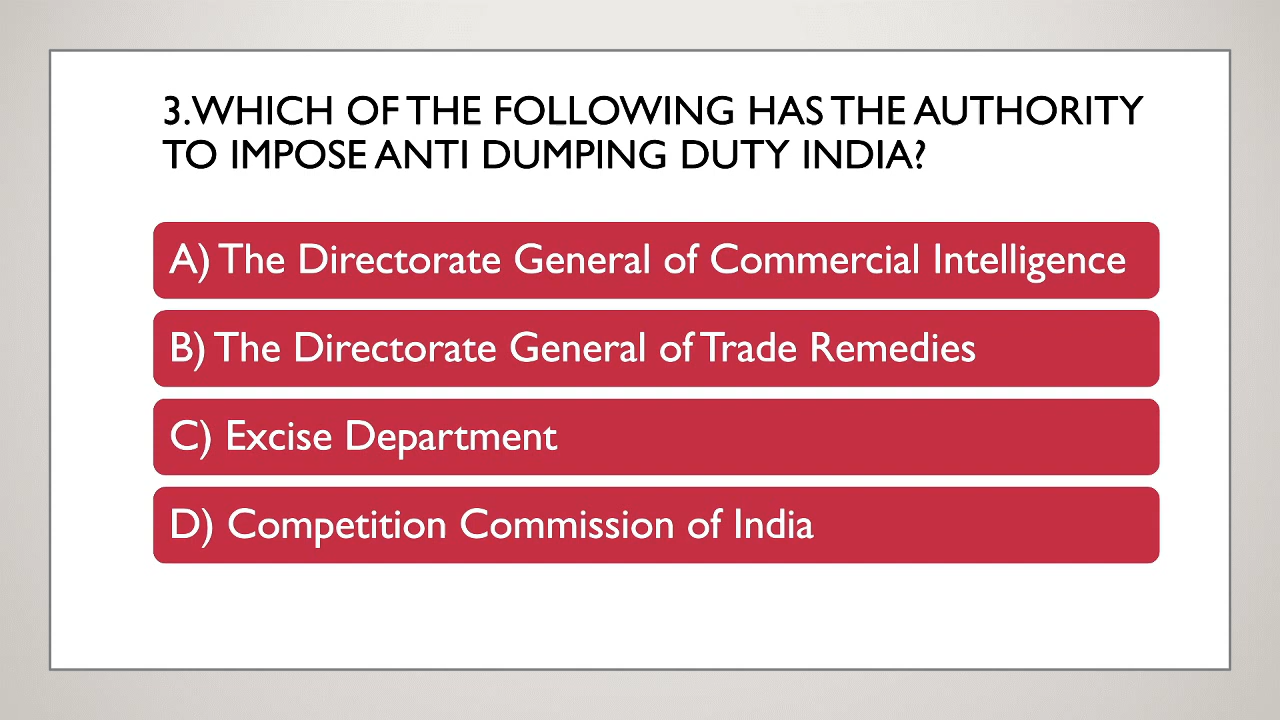 3.WHICH OF THE FOLLOWING HAS THE AUTHORITY
TO IMPOSE ANTI DUMPING DUTY INDIA?
A) The Directorate General of Commercial Intelligence
B) The Directorate General of Trade Remedies
C) Excise Department
D) Competition Commission of India